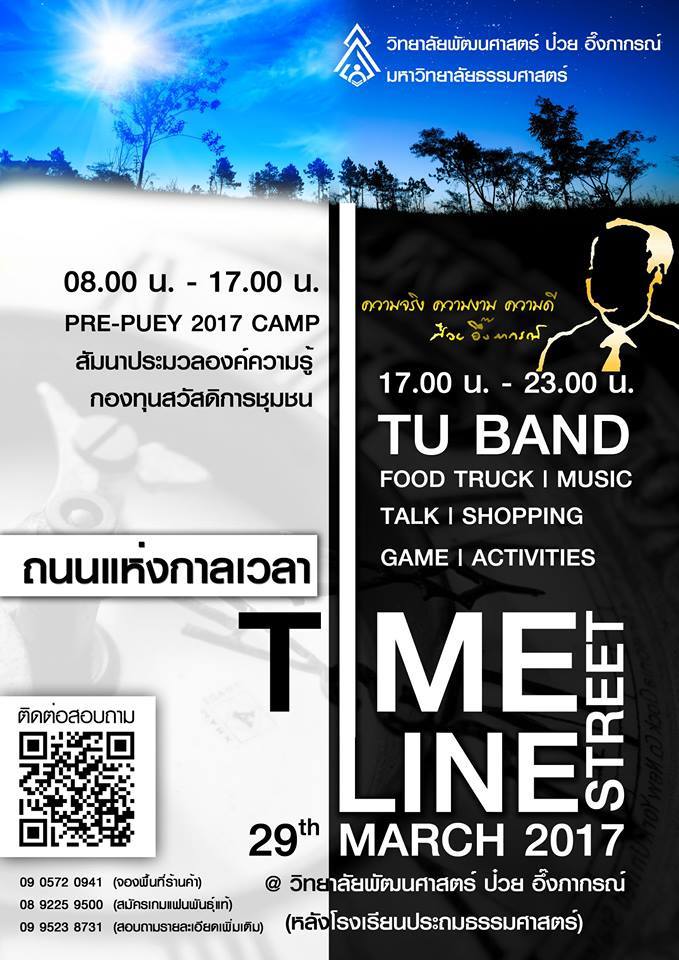 วิทยาลัยพัฒนศาสตร์ ป๋วย อึ๊งภากรณ์
มหาวิทยาลัยธรรมศาสตร์
08.00 น. - 17.00 น.
PRE-PUEY 2017 CAMP
สัมนาประมวลองค์ความรู้
กองทุนสวัสดิการชุมชน
ความจริง ความงาม ความดี
ป๋วย อึ๊งภากรณ์
17.00 น. - 23.00 น.
TU BAND
FOOD TRUCK | MUSIC
TALK | SHOPPING
GAME | ACTIVITIES
ถนนแห่งกาลเวลา
TIME
LINE
STREET
29th MARCH 2017
@ วิทยาลัยพัฒนศาสตร์ ป๋วย อึ๊งภากรณ์
(หลังโรงเรียนประถมธรรมศาสตร์)
ติดต่อสอบถาม
09 0572 0941 (จองพื้นที่ร้านค้า)
08 9225 9500 (สมัครเกมแฟนพันธุ์แท้)
09 9523 8731 (สอบถามรายละเอียดเพิ่มเติม)